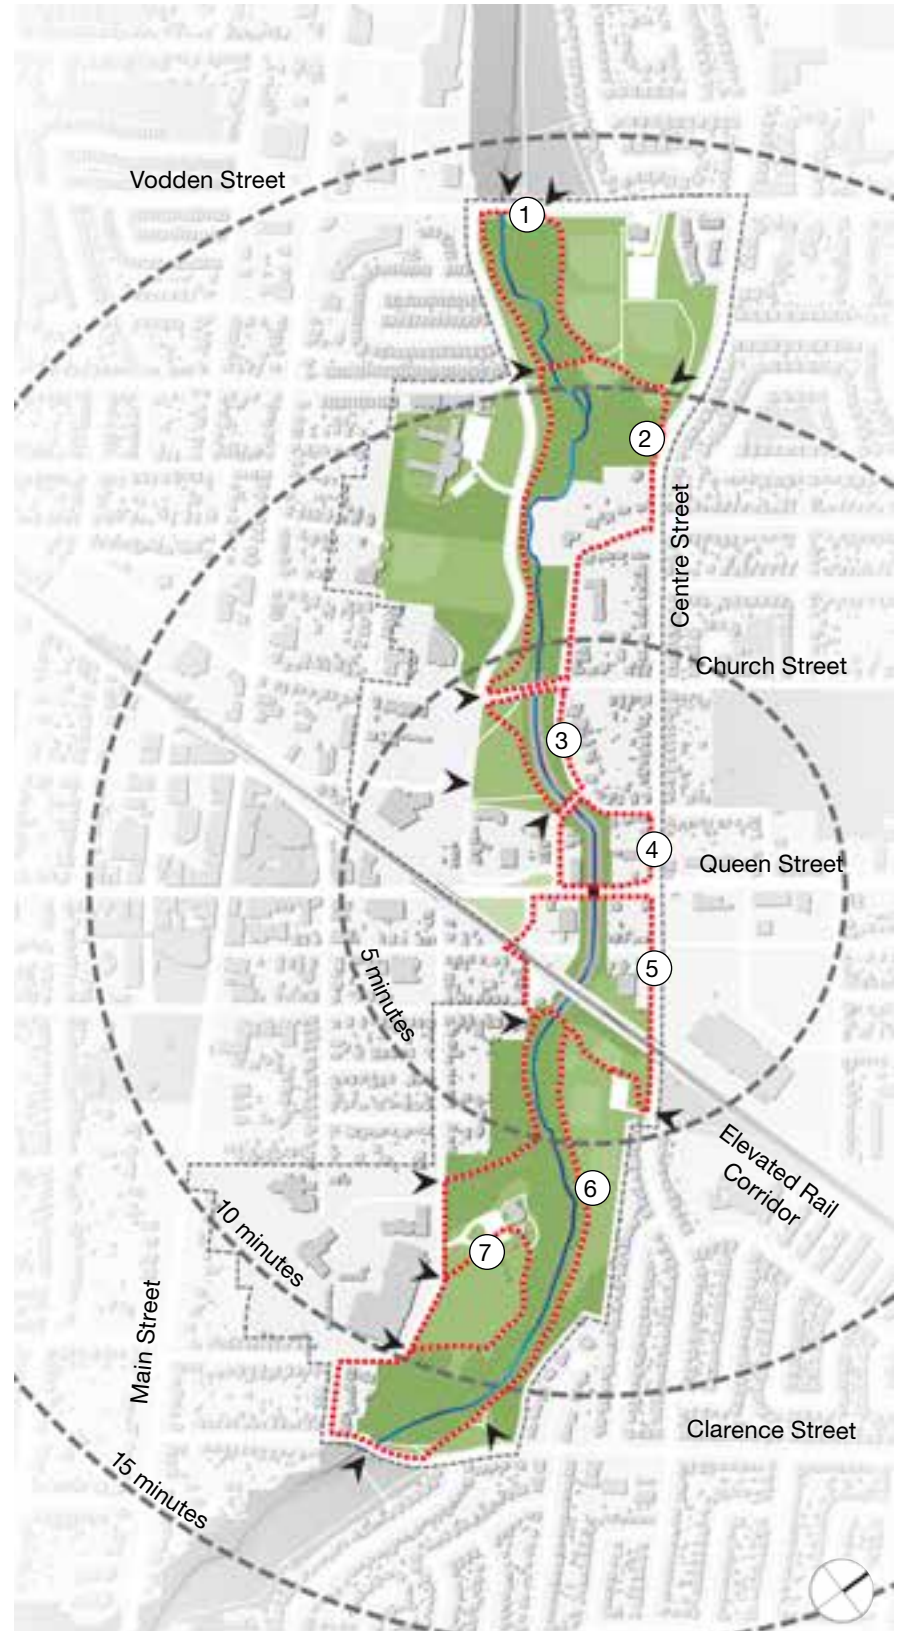 Vodden Street
1
2
Centre Street
Church Street
3
4
Queen Street
5 minutes
5
Elevated Rail
Corridor
6
7
10 minutes
Main Street
Clarence Street
15 minutes